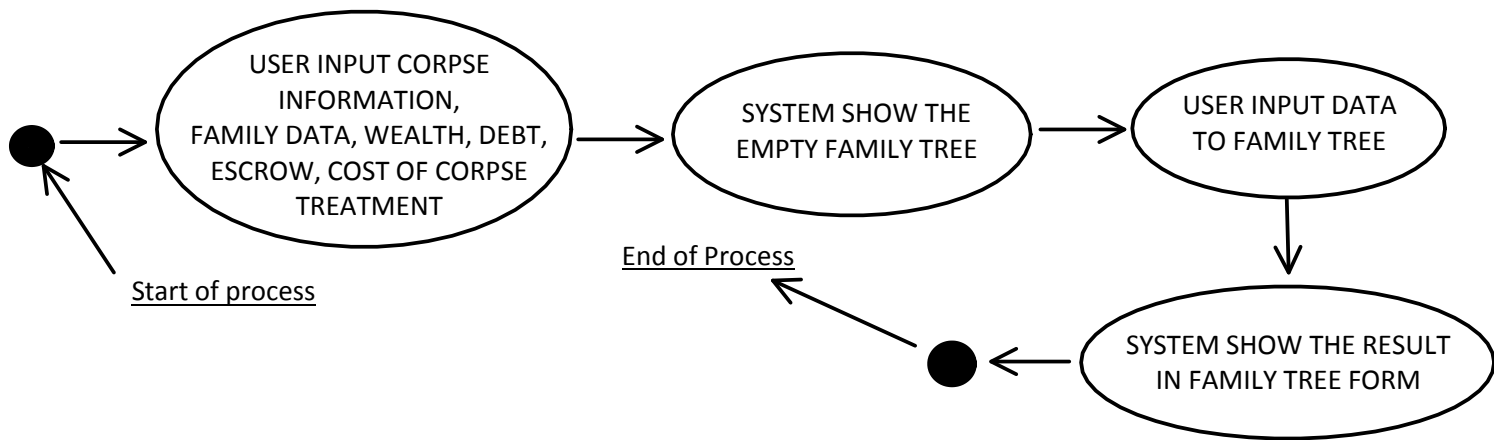 USER INPUT CORPSE
INFORMATION,
FAMILY DATA, WEALTH, DEBT,
ESCROW, COST OF CORPSE
TREATMENT
SYSTEM SHOW THE
EMPTY FAMILY TREE
USER INPUT DATA
TO FAMILY TREE
Start of process
End of Process
SYSTEM SHOW THE RESULT
IN FAMILY TREE FORM